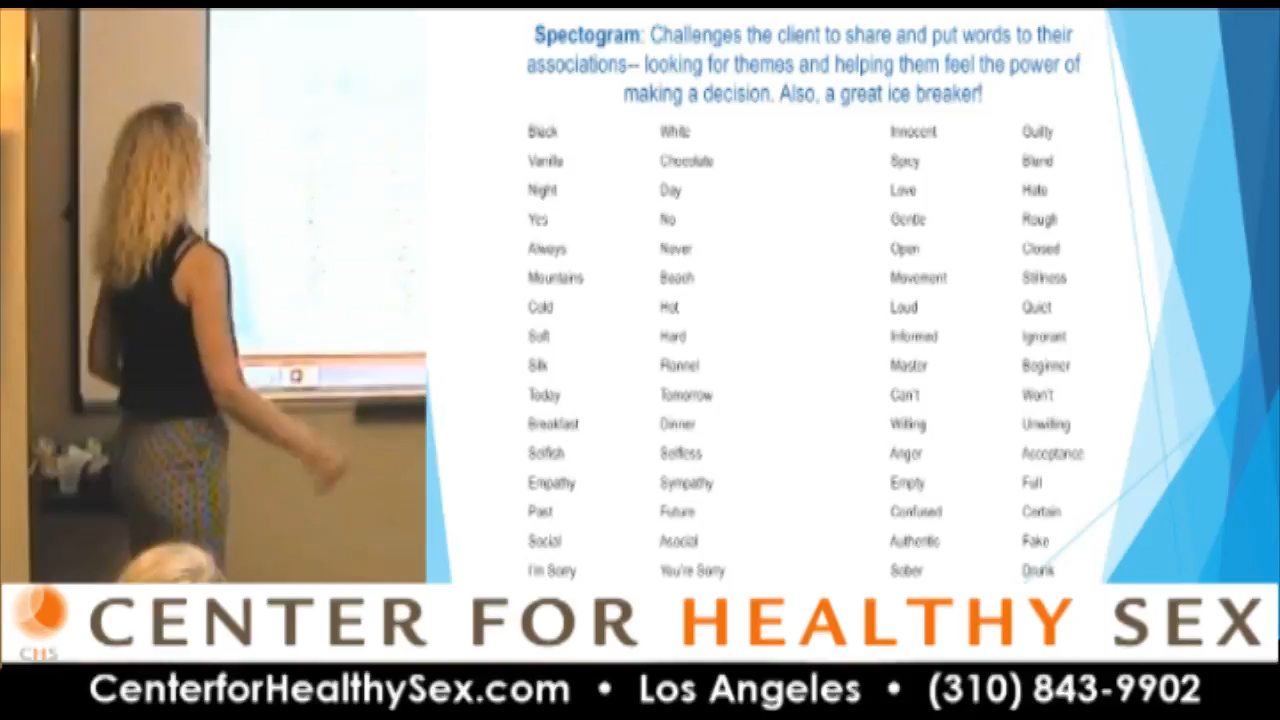 Spectogram: Challenges the client to share and put words to their
associations-- looking for themes and helping them feel the power of
making a decision. Also, a great ice breaker!
Black White Innocent Guilty
Vanilla Chocolate Spicy Bland
Night Day Love Hate
Yes No Gentle Rough
Always Never Open Closed
Mountains Beach Movement Stillness
Cold Hot Loud Quiet
Soft Hard Informed Ignorant
Silk Flannel Master Beginner
Today Tomorrow Can't Won't
Breakfast Dinner Willing Unwilling
Selfish Selfless Anger Acceptance
Empathy Sympathy Empty Full
Past Future Confused Certain
Social Asocial Authentic Fake
I'm Sorry You're Sorry Sober Drunk
CHS
CENTER FOR HEALTHY SEX
CenterforHealthySex.com • Los Angeles • (310) 843-9902